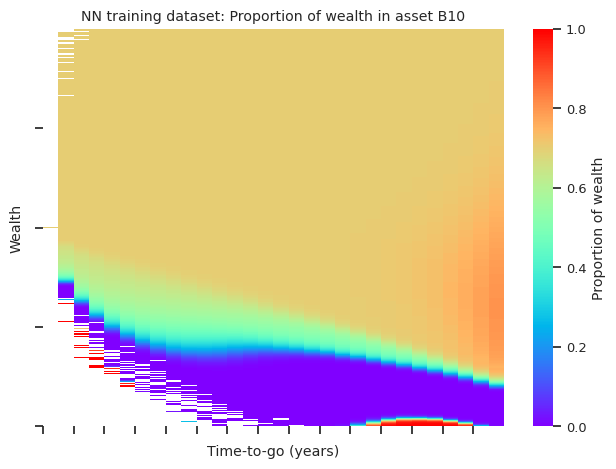 NN training dataset: Proportion of wealth in asset B10
Wealth
Time-to-go (years)
1.0
0.8
0.6
0.4
0.2
0.0
Proportion of wealth